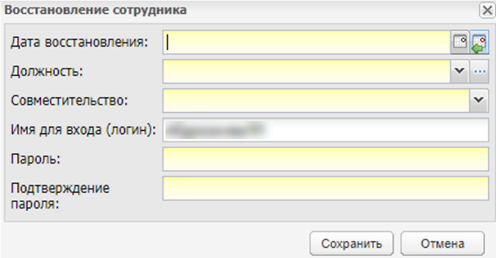 Восстановление сотрудника
Дата восстановления:
Должность:
Совместительство:
Имя для входа (логин):
Пароль:
Подтверждение
пароля:
Сохранить Отмена